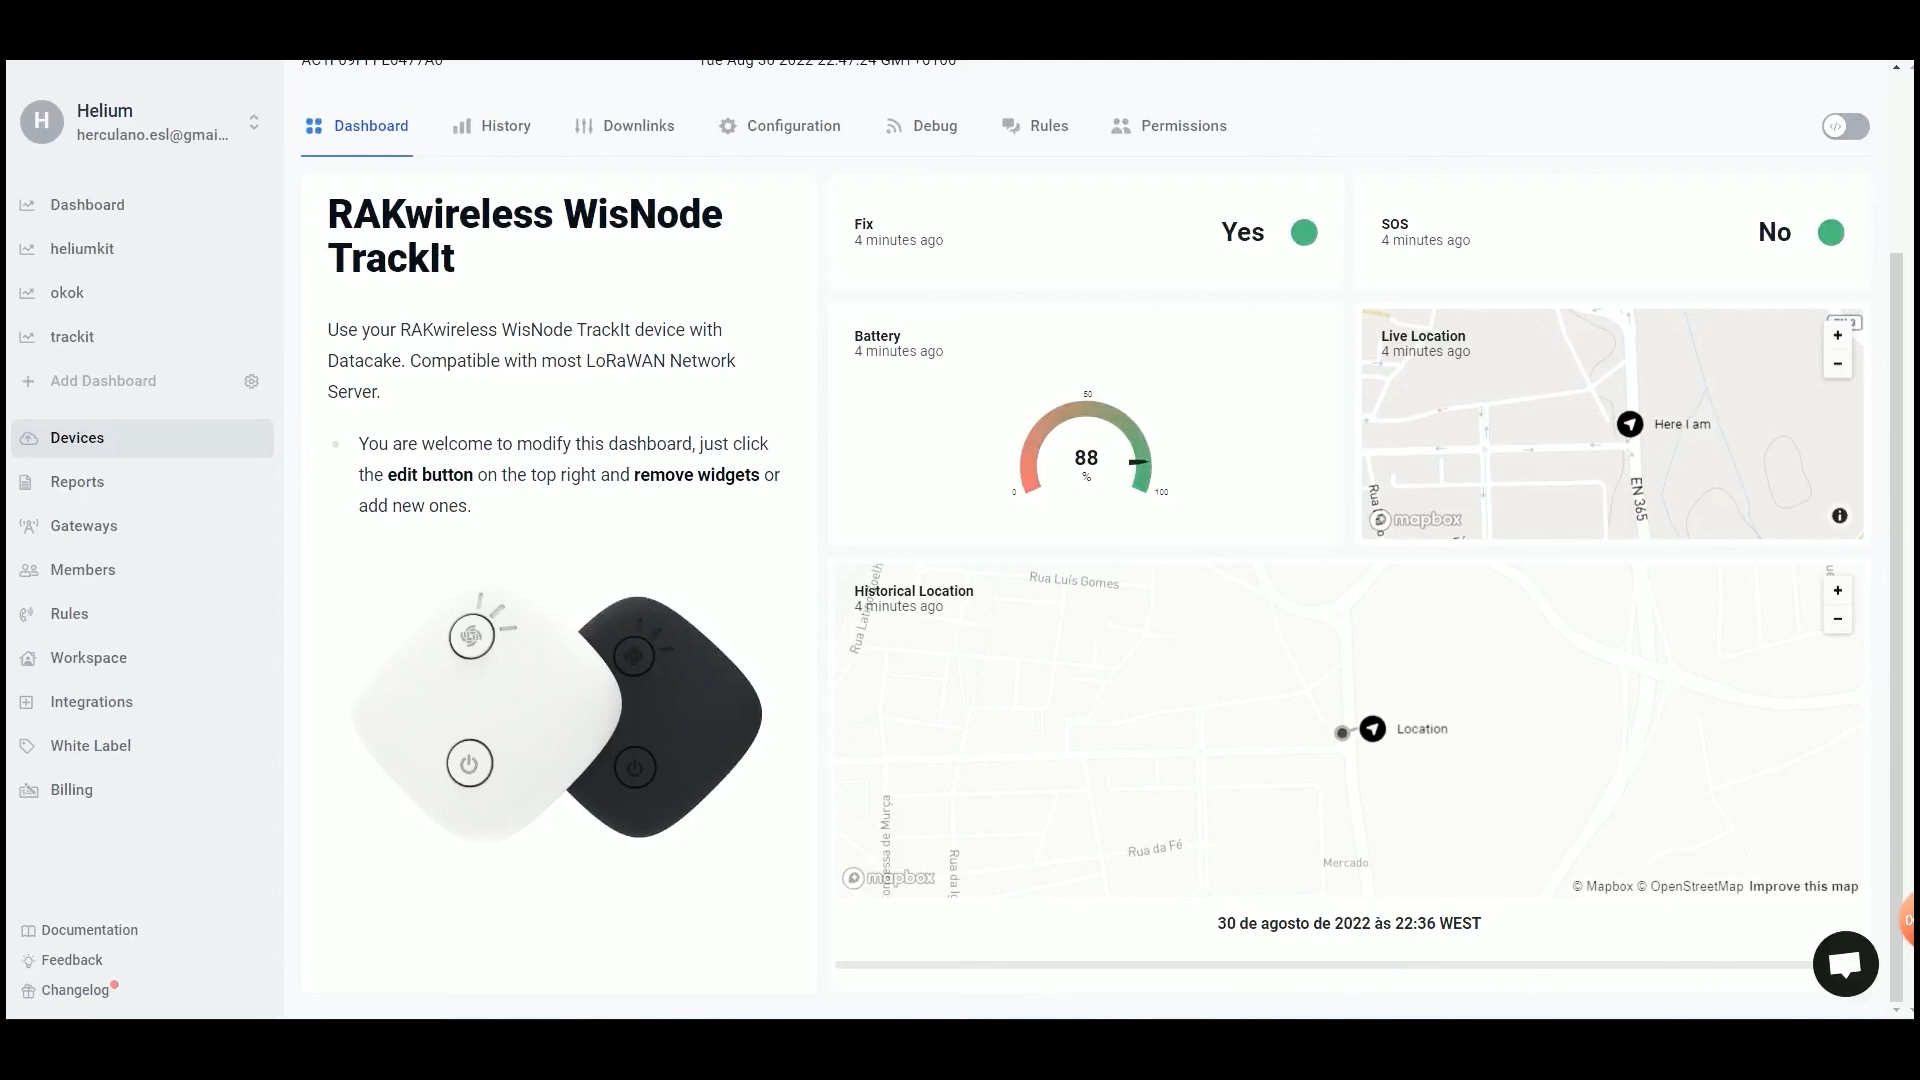 H
Helium
herculano.esl@gmai...
Dashboard
heliumkit
okok
trackit
Add Dashboard
Devices
Reports
Gateways
Members
Rules
Workspace
Integrations
White Label
Billing
Documentation
Feedback
Changelog
Dashboard
History
Downlinks
Configuration
Debug
Rules
Permissions
RAKwireless WisNode
TrackIt
Use your RAKwireless WisNode TrackIt device with
Datacake. Compatible with most LoRaWAN Network
Server.
You are welcome to modify this dashboard, just click
the edit button on the top right and remove widgets or
add new ones.
Fix
4 minutes ago
Yes
SOS
4 minutes ago
No
Battery
4 minutes ago
50
88
%
0
100
Live Location
4 minutes ago
+
−
Here I am
EN 365
mapbox
Historical Location
4 minutes ago
+
−
Rua Luís Gomes
Location
Rua da Fé
Mercado
mapbox
© Mapbox © OpenStreetMap Improve this map
30 de agosto de 2022 às 22:36 WEST